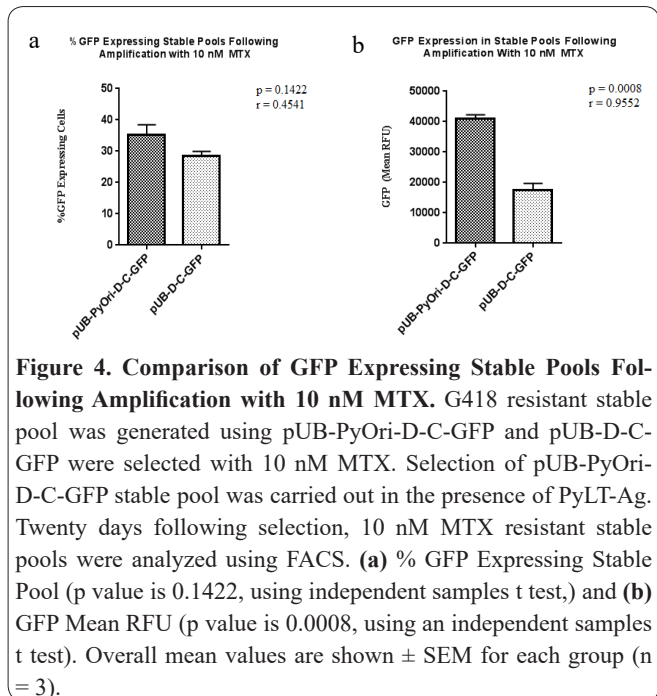 a
% GFP Expressing Stable Pools Following
Amplification with 10 nM MTX
p = 0.1422
r = 0.4541
%GFP Expressing Cells
50
40
30
20
10
0
pUB-PyOri-D-C-GFP
pUB-D-C-GFP
b
GFP Expression in Stable Pools Following
Amplification With 10 nM MTX
p = 0.0008
r = 0.9552
GFP (Mean RFU)
50000
40000
30000
20000
10000
0
pUB-PyOri-D-C-GFP
pUB-D-C-GFP
Figure 4. Comparison of GFP Expressing Stable Pools Fol-
lowing Amplification with 10 nM MTX. G418 resistant stable
pool was generated using pUB-PyOri-D-C-GFP and pUB-D-C-
GFP were selected with 10 nM MTX. Selection of pUB-PyOri-
D-C-GFP stable pool was carried out in the presence of PyLT-Ag.
Twenty days following selection, 10 nM MTX resistant stable
pools were analyzed using FACS. (a) % GFP Expressing Stable
Pool (p value is 0.1422, using independent samples t test,) and (b)
GFP Mean RFU (p value is 0.0008, using an independent samples
t test). Overall mean values are shown ± SEM for each group (n
= 3).